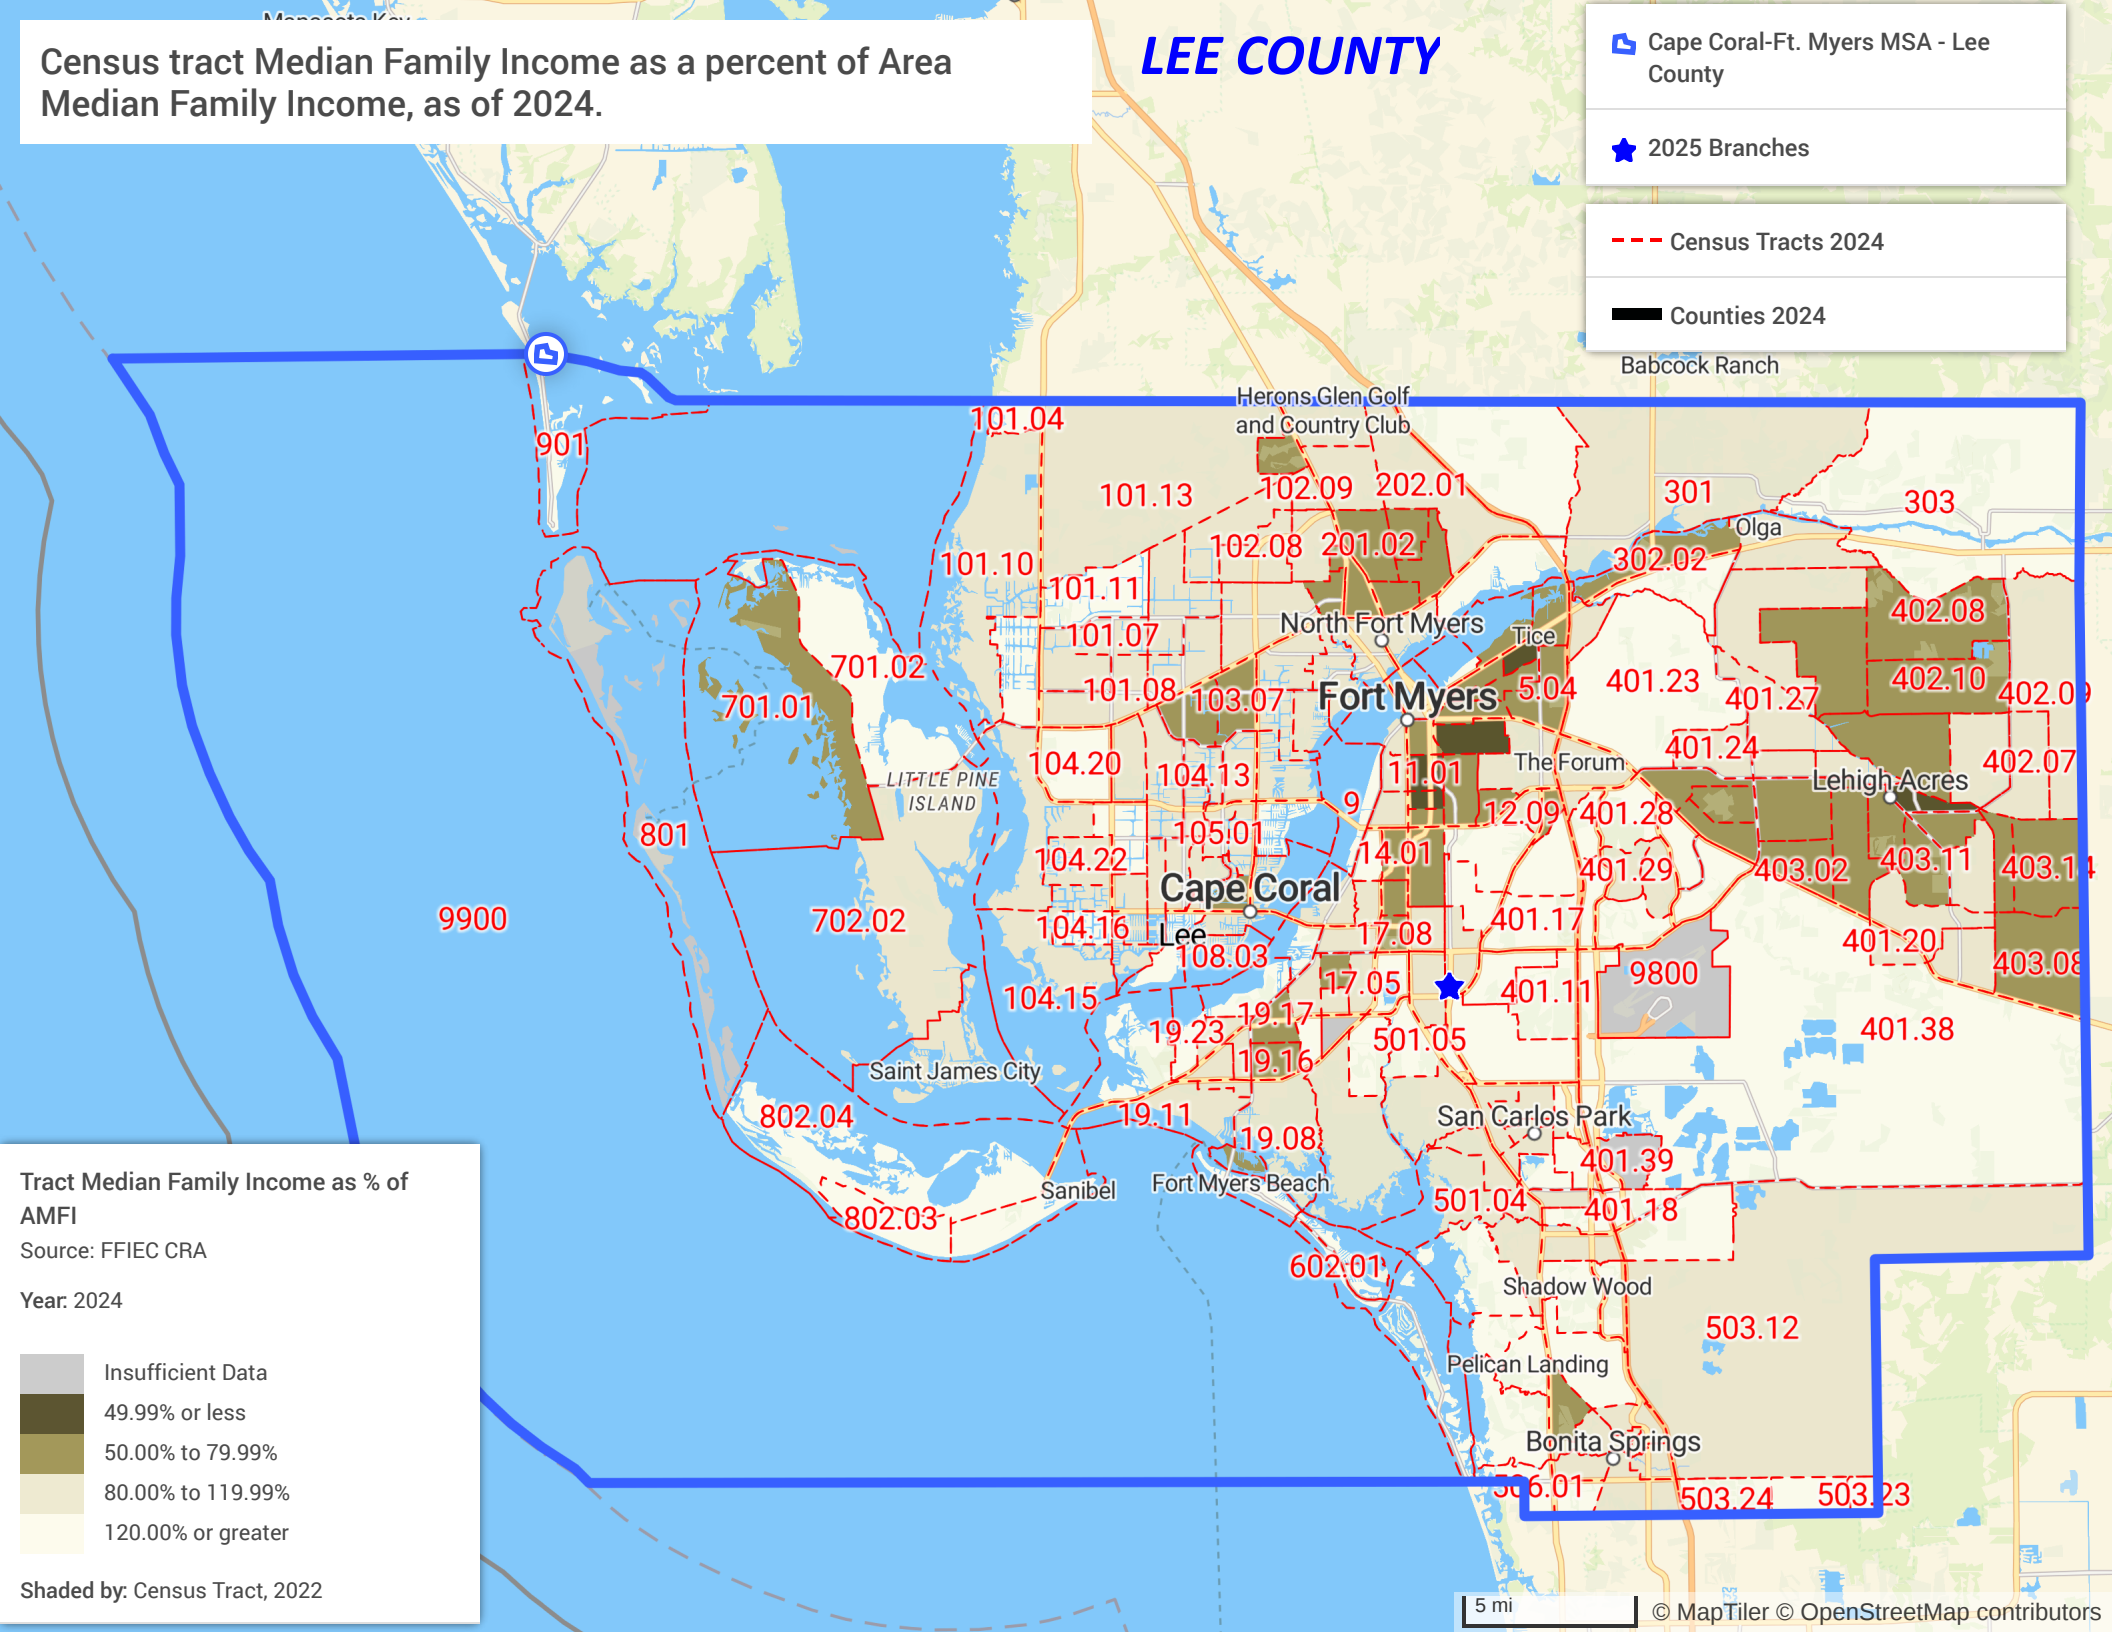 Census tract Median Family Income as a percent of Area
Median Family Income, as of 2024.
LEE COUNTY
Cape Coral-Ft. Myers MSA - Lee
County
2025 Branches
Census Tracts 2024
Counties 2024
Babcock Ranch
Herons Glen Golf
and Country Club
101.04
901
101.13
102.09
202.01
301
303
Olga
101.10
102.08
201.02
302.02
101.11
402.08
101.07
North Fort Myers
Tice
701.02
101.08
103.07
Fort Myers
5.04
401.23
401.27
402.10
402.09
701.01
104.20
104.13
11.01
The Forum
401.24
402.07
LITTLE PINE
ISLAND
Lehigh Acres
801
105.01
9
12.09
401.28
104.22
14.01
401.29
403.02
403.11
403.14
Cape Coral
9900
702.02
104.16
Lee
17.08
401.17
401.20
108.03
17.05
9800
403.08
104.15
401.11
19.17
19.23
501.05
401.38
19.16
Saint James City
802.04
19.11
San Carlos Park
19.08
401.39
Sanibel
Fort Myers Beach
501.04
401.18
802.03
602.01
Shadow Wood
503.12
Pelican Landing
Bonita Springs
506.01
503.24
503.23
Tract Median Family Income as % of
AMFI
Source: FFIEC CRA
Year: 2024
Insufficient Data
49.99% or less
50.00% to 79.99%
80.00% to 119.99%
120.00% or greater
Shaded by: Census Tract, 2022
5 mi
© MapTiler © OpenStreetMap contributors